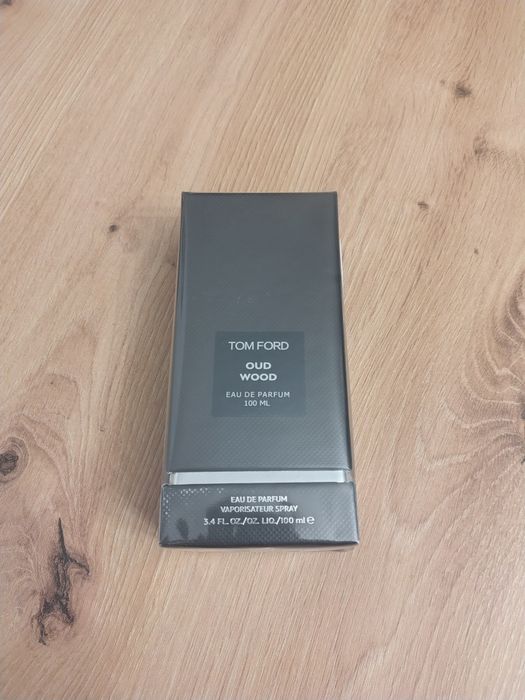 TOM FORD
OUD
WOOD
EAU DE PARFUM
100 ML
EAU DE PARFUM
VAPORISATEUR SPRAY
3.4 FL. OZ./OZ. LIQ./100 ml ℮